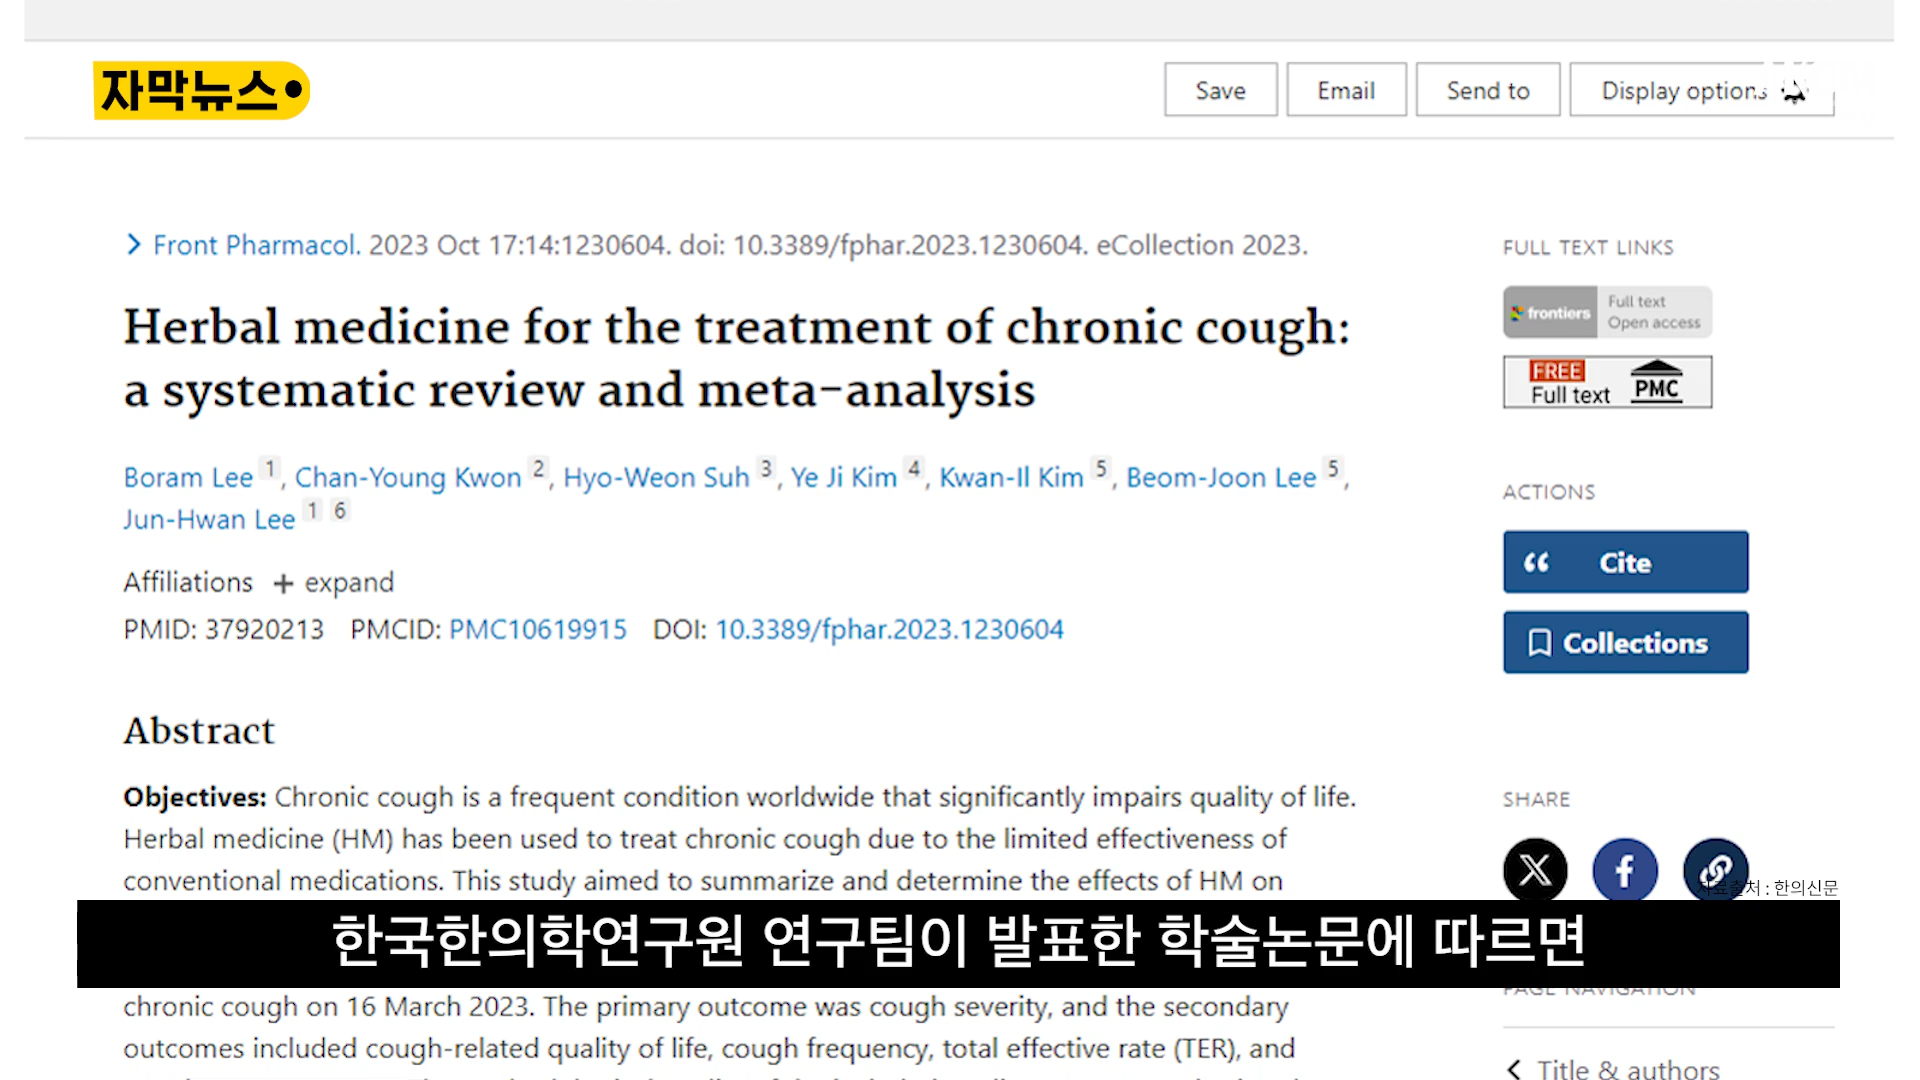 자막뉴스
Save
Email
Send to
Display options
Front Pharmacol. 2023 Oct 17:14:1230604. doi: 10.3389/fphar.2023.1230604. eCollection 2023.
Herbal medicine for the treatment of chronic cough:
a systematic review and meta-analysis
Boram Lee 1, Chan-Young Kwon 2, Hyo-Weon Suh 3, Ye Ji Kim 4, Kwan-Il Kim 5, Beom-Joon Lee 5,
Jun-Hwan Lee 1 6
Affiliations + expand
PMID: 37920213 PMCID: PMC10619915 DOI: 10.3389/fphar.2023.1230604
Abstract
Objectives: Chronic cough is a frequent condition worldwide that significantly impairs quality of life.
Herbal medicine (HM) has been used to treat chronic cough due to the limited effectiveness of
conventional medications. This study aimed to summarize and determine the effects of HM on
한국한의학연구원 연구팀이 발표한 학술논문에 따르면
chronic cough on 16 March 2023. The primary outcome was cough severity, and the secondary
outcomes included cough-related quality of life, cough frequency, total effective rate (TER), and
FULL TEXT LINKS
frontiers
Full text
Open access
FREE
Full text
PMC
ACTIONS
Cite
Collections
SHARE
자료출처 : 한의신문
PAGE NAVIGATION
Title & authors